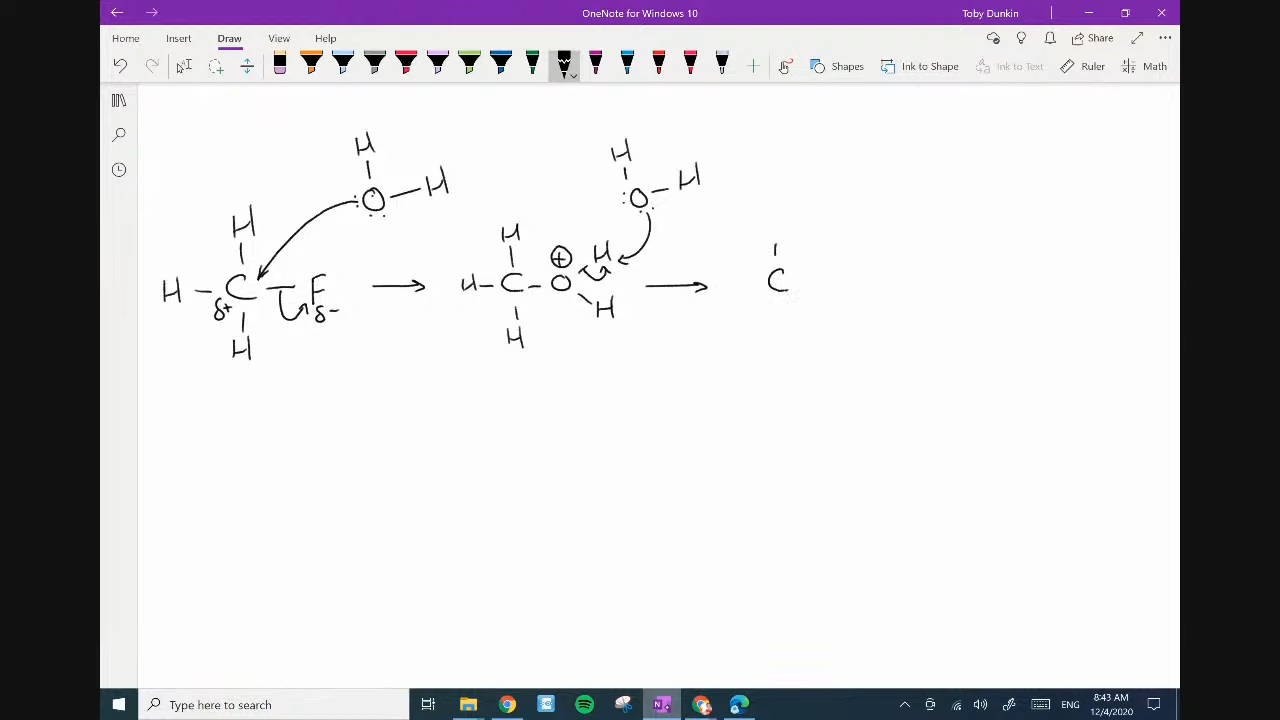 OneNote for Windows 10
Toby Dunkin
Home Insert Draw View Help
Share
Shapes Ink to Shape Ink to Text Ruler Math
H
H
O
H
H
O
H
H
H
⊕
H
H – C – F
δ+ δ-
H
H – C – O
H
H
C
Type here to search
ENG
8:43 AM
12/4/2020